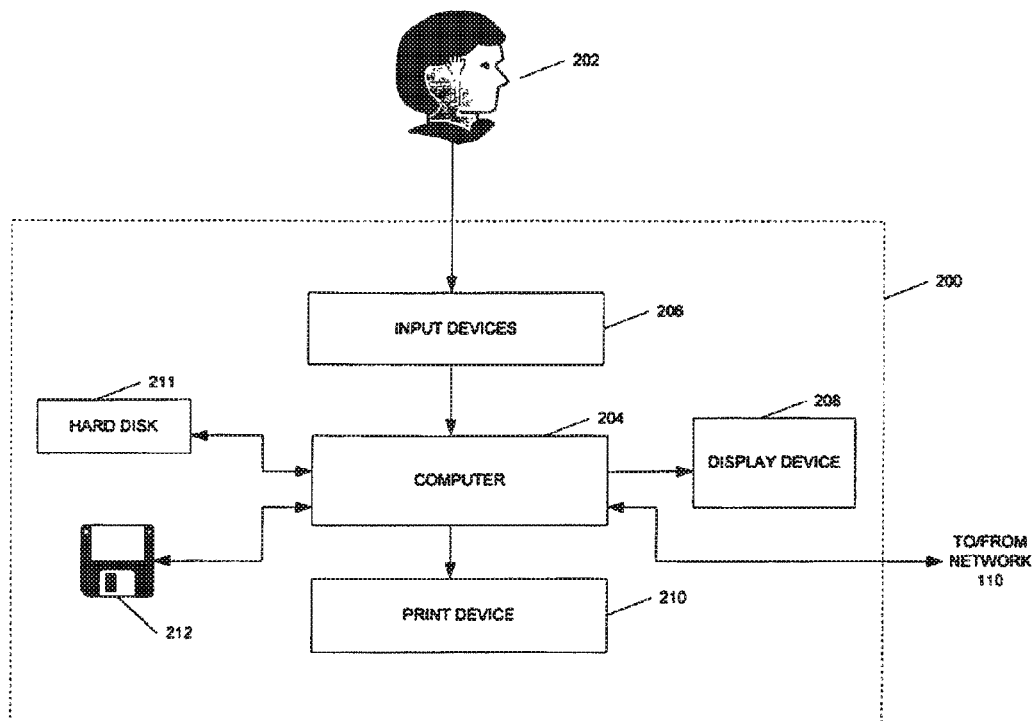 202
200
INPUT DEVICES
206
211
HARD DISK
204
COMPUTER
208
DISPLAY DEVICE
TO/FROM
NETWORK
110
212
PRINT DEVICE
210